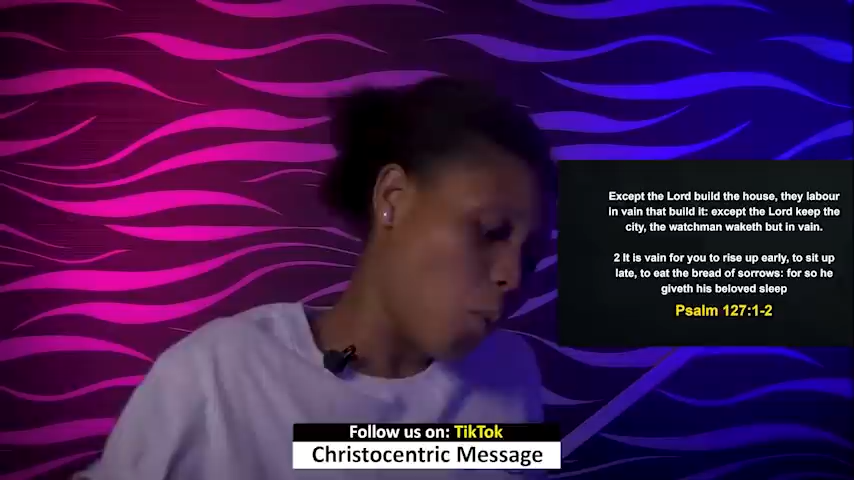 Except the Lord build the house, they labour
in vain that build it: except the Lord keep the
city, the watchman waketh but in vain.
2 It is vain for you to rise up early, to sit up
late, to eat the bread of sorrows: for so he
giveth his beloved sleep
Psalm 127:1-2
Follow us on: TikTok
Christocentric Message